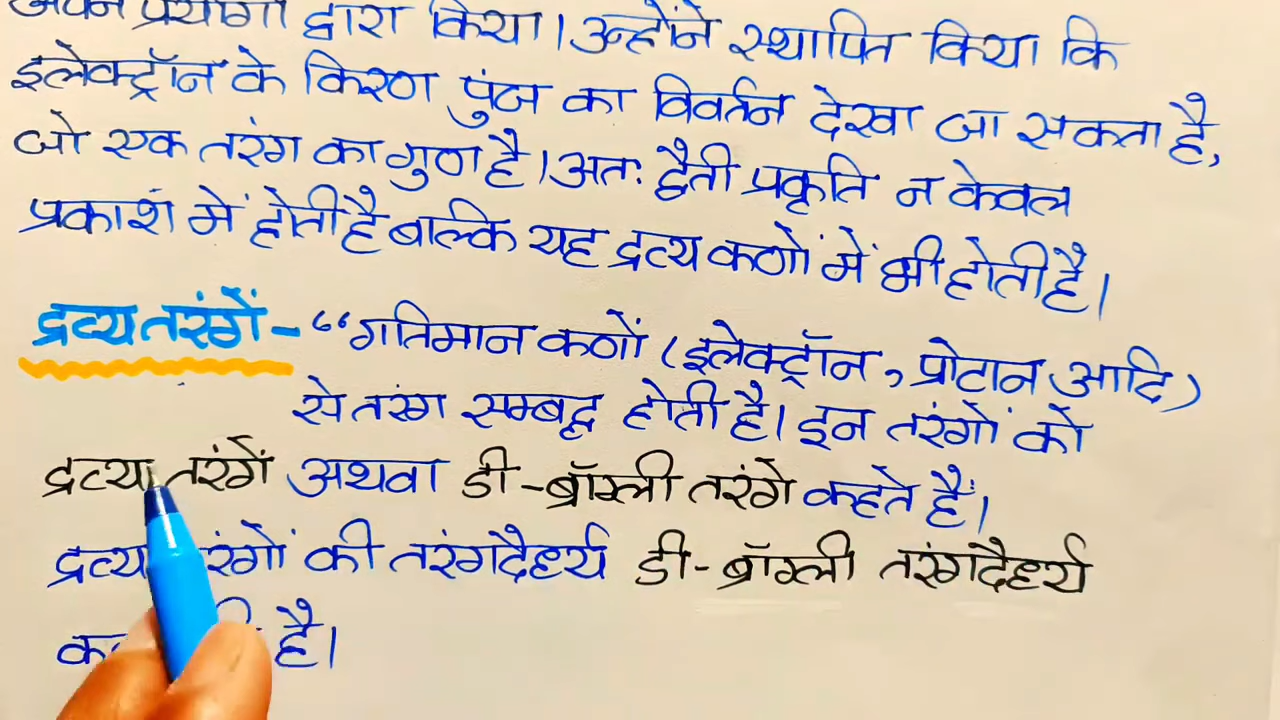 अपने प्रयोगों द्वारा किया। उन्होंने स्थापित किया कि
इलेक्ट्रॉन के किरण पुंज का विवर्तन देखा जा सकता है,
जो एक तरंग का गुण है। अतः द्वैती प्रकृति न केवल
प्रकाश में होती है बल्कि यह द्रव्य कणों में भी होती है।
द्रव्य तरंगें - “गतिमान कणों (इलेक्ट्रॉन, प्रोटान आदि)
से तरंग सम्बद्ध होती है। इन तरंगों को
द्रव्य तरंगें अथवा डी-ब्रॉग्ली तरंगे कहते हैं।
द्रव्य तरंगों की तरंगदैर्ध्य डी-ब्रॉग्ली तरंगदैर्ध्य
है।